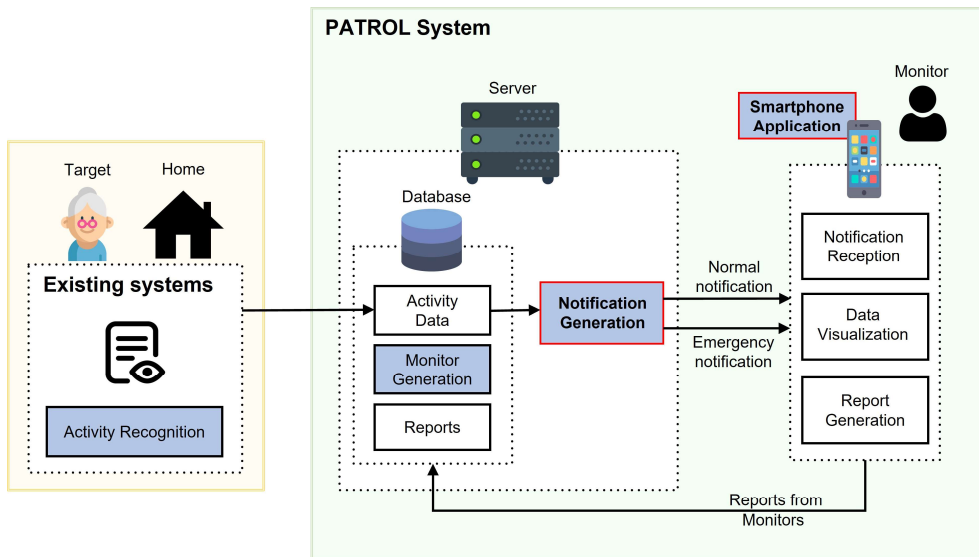 PATROL System
Server
Monitor
Smartphone
Application
Target
Home
Database
Existing systems
Activity Recognition
Activity
Data
Monitor
Generation
Reports
Notification
Generation
Normal
notification
Emergency
notification
Notification
Reception
Data
Visualization
Report
Generation
Reports from
Monitors